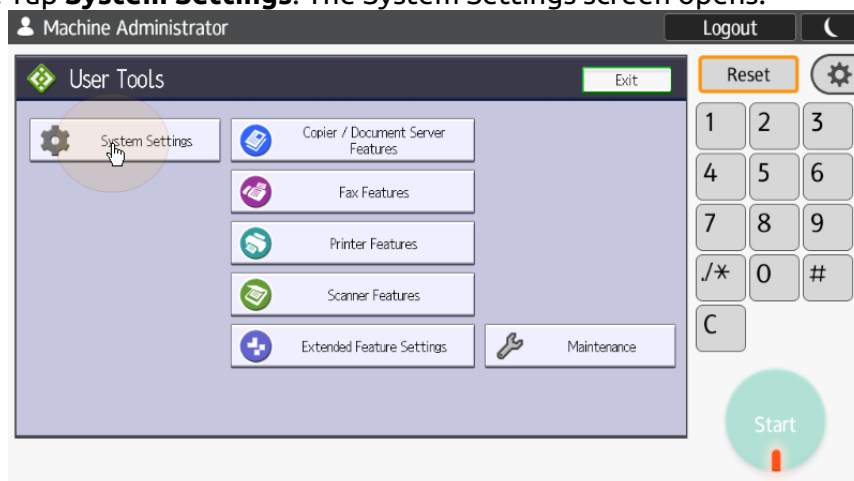 Tap System Settings. The System Settings screen opens.
Machine Administrator
Logout
User Tools
Exit
Reset
System Settings
Copier / Document Server
Features
Fax Features
Printer Features
Scanner Features
Extended Feature Settings
Maintenance
1 2 3
4 5 6
7 8 9
./* 0 #
C
Start